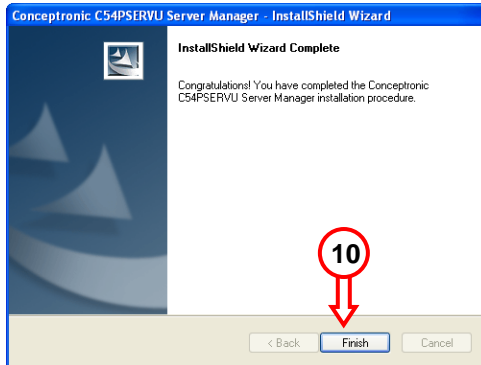 Conceptronic C54PSERVU Server Manager - InstallShield Wizard
InstallShield Wizard Complete
Congratulations! You have completed the Conceptronic
C54PSERVU Server Manager installation procedure.
10
< Back Finish Cancel